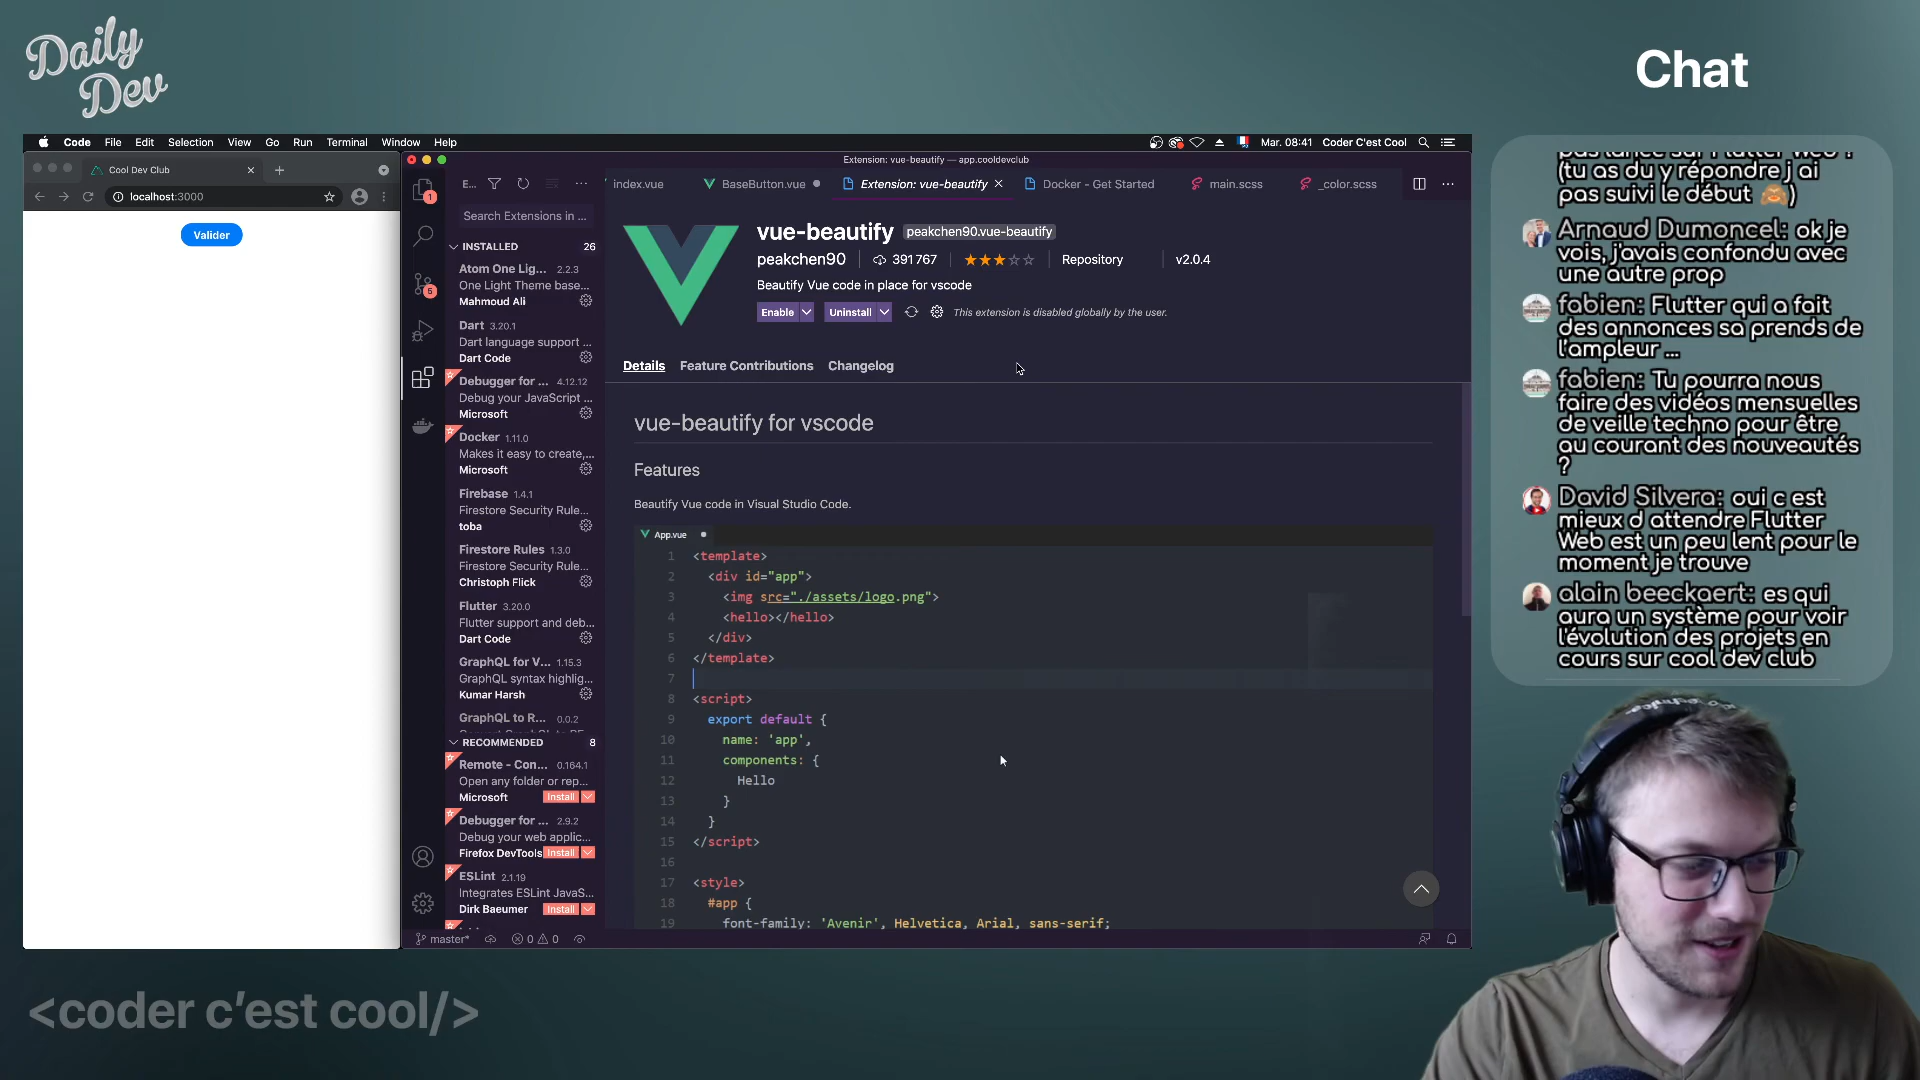 Daily
Dev
Chat
Code File Edit Selection View Go Run Terminal Window Help
Mar. 08:41 Coder C'est Cool
Cool Dev Club
localhost:3000
Valider
Extension: vue-beautify — app.cooldevclub
index.vue
BaseButton.vue
Extension: vue-beautify
Docker - Get Started
main.scss
_color.scss
E...
1
5
Search Extensions in ...
INSTALLED 26
Atom One Lig... 2.2.3
One Light Theme base...
Mahmoud Ali
Dart 3.20.1
Dart language support ...
Dart Code
Debugger for ... 4.12.12
Debug your JavaScript ...
Microsoft
Docker 1.11.0
Makes it easy to create,...
Microsoft
Firebase 1.4.1
Firestore Security Rule...
toba
Firestore Rules 1.3.0
Firestore Security Rule...
Christoph Flick
Flutter 3.20.0
Flutter support and deb...
Dart Code
GraphQL for V... 1.15.3
GraphQL syntax highlig...
Kumar Harsh
GraphQL to R... 0.0.2
RECOMMENDED 8
Remote - Con... 0.164.1
Open any folder or rep...
Microsoft Install
Debugger for ... 2.9.2
Debug your web applic...
Firefox DevTools Install
ESLint 2.1.19
Integrates ESLint JavaS...
Dirk Baeumer Install
master* 0 0
vue-beautify peakchen90.vue-beautify
peakchen90 391 767 Repository v2.0.4
Beautify Vue code in place for vscode
Enable Uninstall This extension is disabled globally by the user.
Details Feature Contributions Changelog
vue-beautify for vscode
Features
Beautify Vue code in Visual Studio Code.
App.vue
1 <template>
2 <div id="app">
3 <img src="./assets/logo.png">
4 <hello></hello>
5 </div>
6 </template>
7
8 <script>
9 export default {
10 name: 'app',
11 components: {
12 Hello
13 }
14 }
15 </script>
16
17 <style>
18 #app {
19 font-family: 'Avenir', Helvetica, Arial, sans-serif;
pas lancé sur Flutter Web ?
(tu as du y répondre j ai
pas suivi le début 🙈)
Arnaud Dumoncel: ok je
vois, j'avais confondu avec
une autre prop
fabien: Flutter qui a fait
des annonces sa prends de
l'ampleur ...
fabien: Tu pourra nous
faire des vidéos mensuelles
de veille techno pour être
au courant des nouveautés
?
David Silvera: oui c est
mieux d attendre Flutter
Web est un peu lent pour le
moment je trouve
alain beeckaert: es qui
aura un système pour voir
l'évolution des projets en
cours sur cool dev club
<coder c'est cool/>